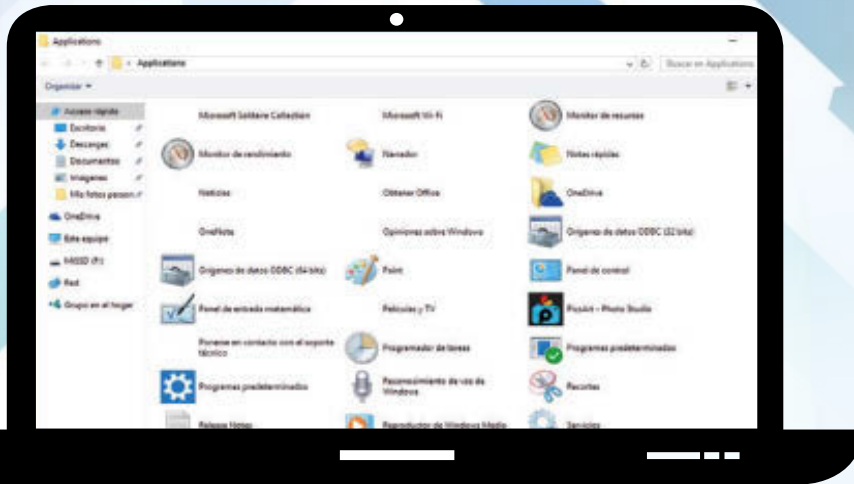 Applications
Applications
Buscar en Applications
Organizar
Acceso rápido
Escritorio
Descargas
Documentos
Imágenes
Mis fotos person
OneDrive
Este equipo
Red
Grupo en el hogar
Microsoft Solitaire Collection
Microsoft Wi-Fi
Monitor de recursos
Monitor de rendimiento
Narrador
Notas rápidas
Noticias
Obtener Office
OneDrive
OneNote
Opiniones sobre Windows
Orígenes de datos ODBC (32 bits)
Orígenes de datos ODBC (64 bits)
Paint
Panel de control
Panel de entrada matemática
Películas y TV
PicsArt - Photo Studio
Ponerse en contacto con el soporte
técnico
Programador de tareas
Programas predeterminados
Programas predeterminados
Reconocimiento de voz de
Windows
Recortes
Release Notes
Reproductor de Windows Media
Servicios